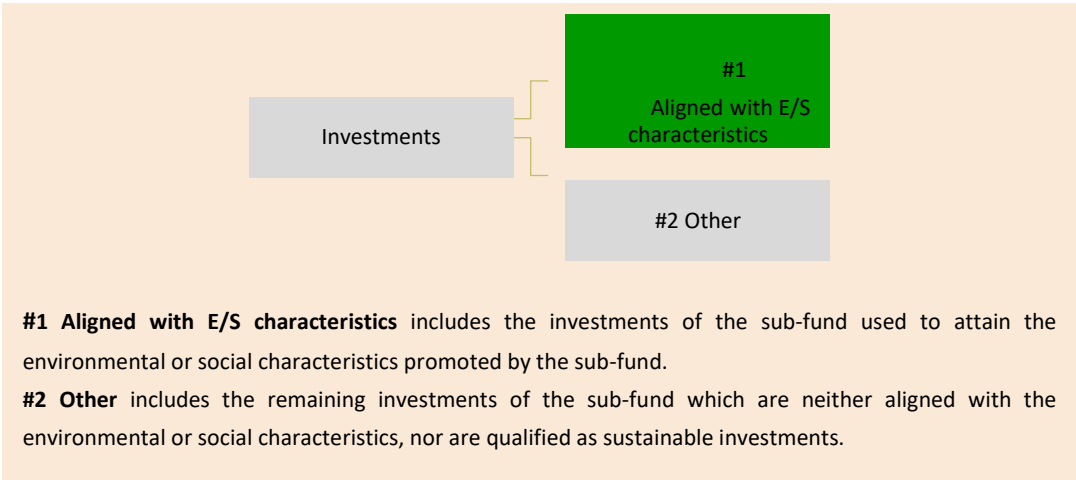 #1
Aligned with E/S
characteristics
Investments
#2 Other
#1 Aligned with E/S characteristics includes the investments of the sub-fund used to attain the
environmental or social characteristics promoted by the sub-fund.
#2 Other includes the remaining investments of the sub-fund which are neither aligned with the
environmental or social characteristics, nor are qualified as sustainable investments.